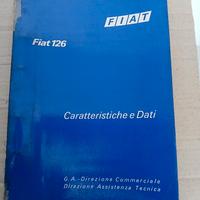 FIAT
Fiat 126
Caratteristiche e Dati
G.A.-Direzione Commerciale
Direzione Assistenza Tecnica